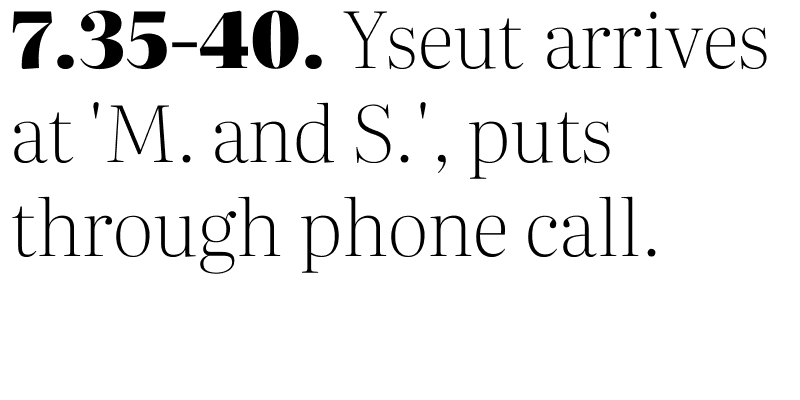 7.35-40. Yseut arrives
at 'M. and S.', puts
through phone call.